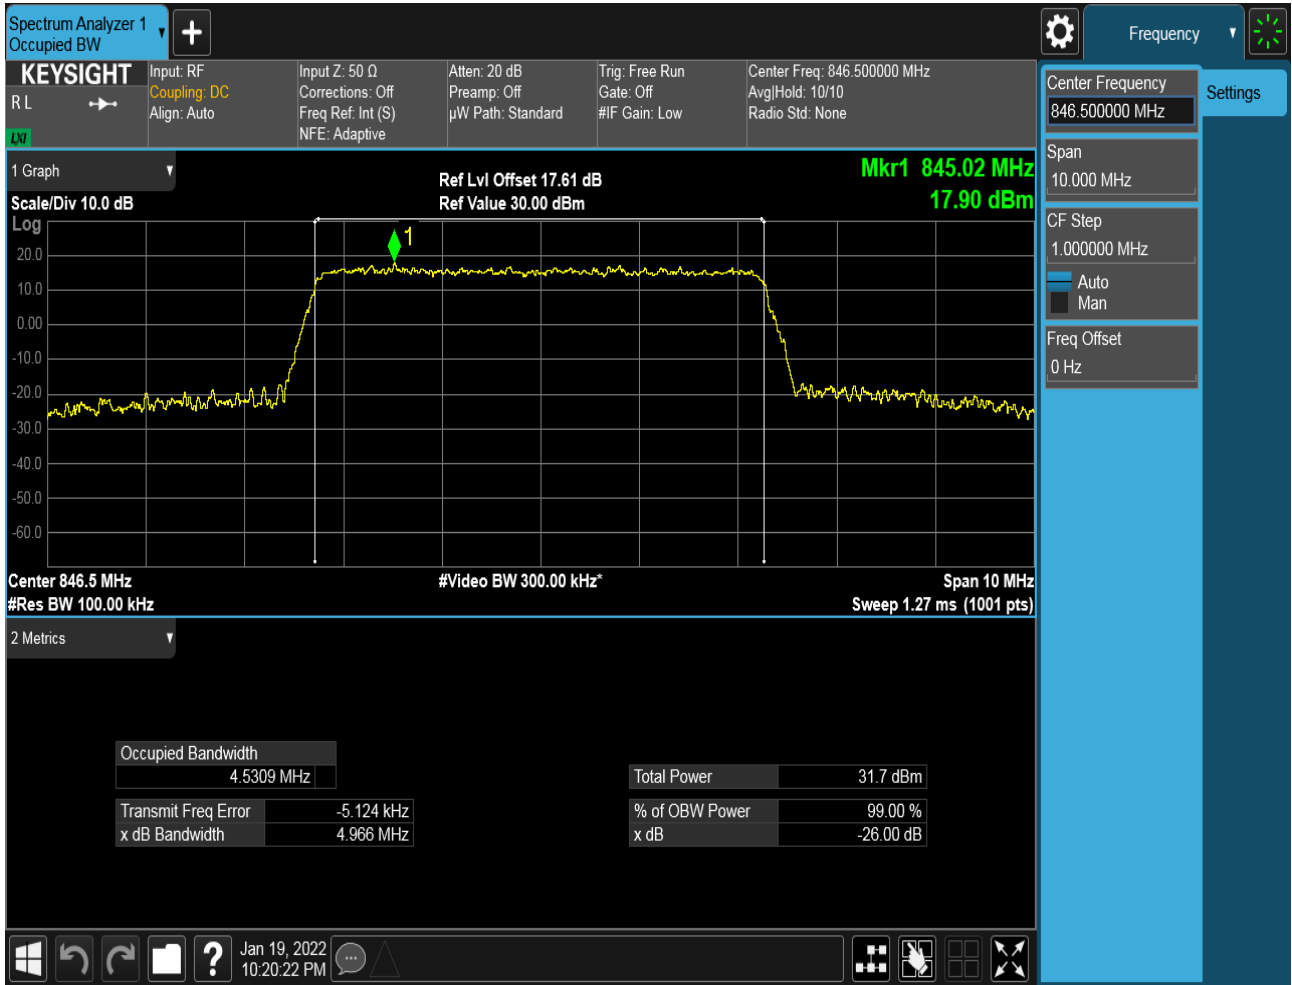 Spectrum Analyzer 1
Occupied BW
Frequency
KEYSIGHT
R L
LXI
Input: RF
Coupling: DC
Align: Auto
Input Z: 50 Ω
Corrections: Off
Freq Ref: Int (S)
NFE: Adaptive
Atten: 20 dB
Preamp: Off
µW Path: Standard
Trig: Free Run
Gate: Off
#IF Gain: Low
Center Freq: 846.500000 MHz
Avg|Hold: 10/10
Radio Std: None
Center Frequency
846.500000 MHz
Settings
Span
10.000 MHz
CF Step
1.000000 MHz
Auto
Man
Freq Offset
0 Hz
1 Graph
Scale/Div 10.0 dB
Ref Lvl Offset 17.61 dB
Ref Value 30.00 dBm
Mkr1 845.02 MHz
17.90 dBm
Log
1
20.0
10.0
0.00
-10.0
-20.0
-30.0
-40.0
-50.0
-60.0
Center 846.5 MHz
#Video BW 300.00 kHz*
Span 10 MHz
#Res BW 100.00 kHz
Sweep 1.27 ms (1001 pts)
2 Metrics
Occupied Bandwidth
4.5309 MHz
Total Power 31.7 dBm
Transmit Freq Error -5.124 kHz
% of OBW Power 99.00 %
x dB Bandwidth 4.966 MHz
x dB -26.00 dB
?
Jan 19, 2022
10:20:22 PM